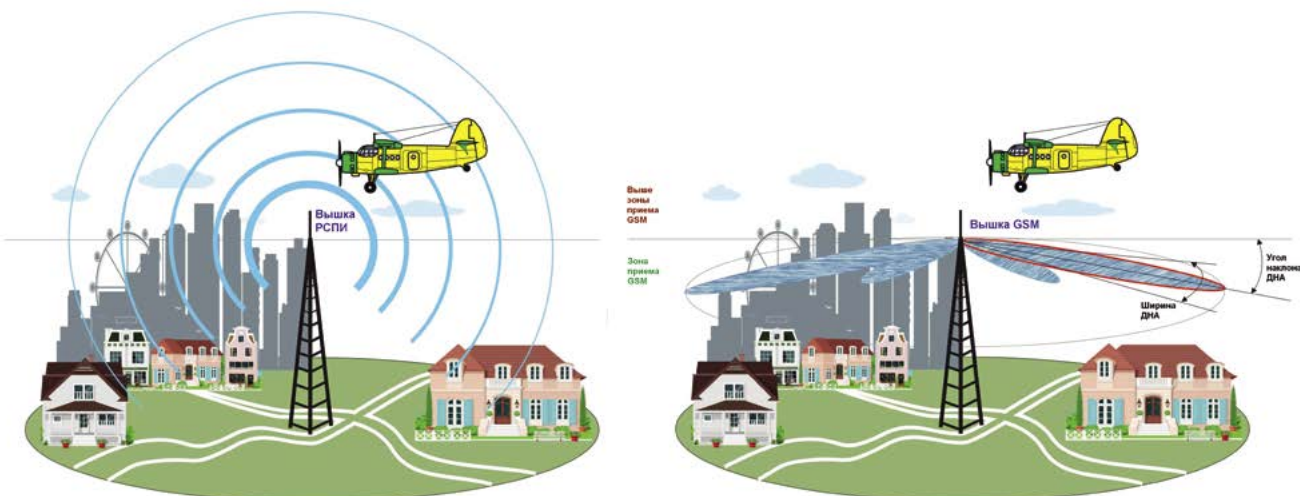 Вышка
РСПИ
Выше
зоны
приема
GSM
Зона
приема
GSM
Вышка GSM
Угол
наклона
ДНА
Ширина
ДНА